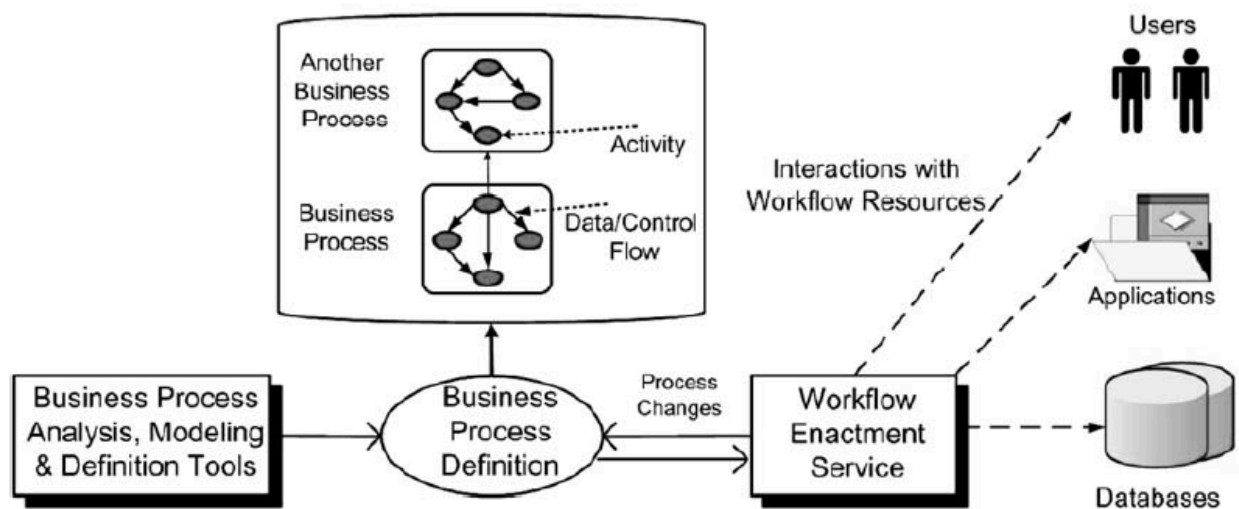 Users
Another
Business
Process
Activity
Interactions with
Workflow Resources
Business
Process
Data/Control
Flow
Applications
Business Process
Analysis, Modeling
& Definition Tools
Business
Process
Definition
Process
Changes
Workflow
Enactment
Service
Databases